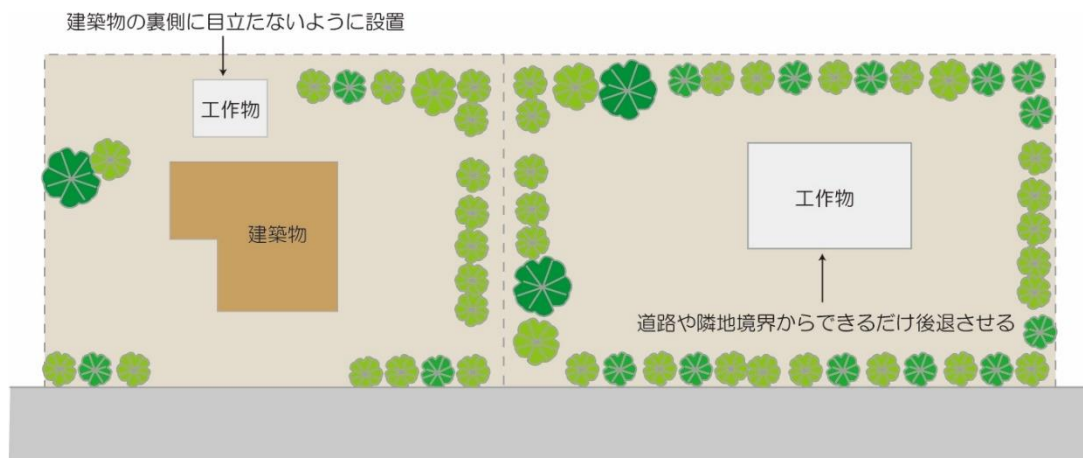 建築物の裏側に目立たないように設置
工作物
建築物
工作物
道路や隣地境界からできるだけ後退させる